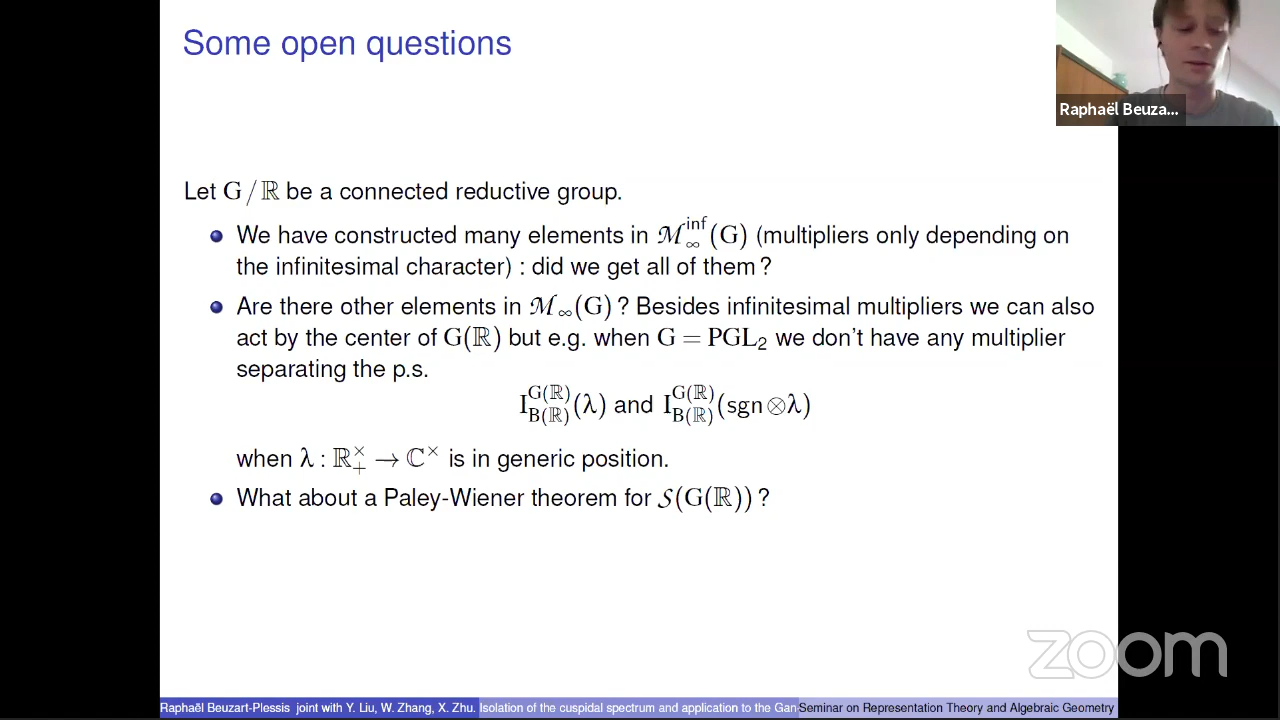 Some open questions
Raphaël Beuza...
Let G/ℝ be a connected reductive group.
We have constructed many elements in ℳ^inf_∞(G) (multipliers only depending on
the infinitesimal character) : did we get all of them ?
Are there other elements in ℳ_∞(G) ? Besides infinitesimal multipliers we can also
act by the center of G(ℝ) but e.g. when G = PGL₂ we don't have any multiplier
separating the p.s.
I^{G(ℝ)}_{B(ℝ)}(λ) and I^{G(ℝ)}_{B(ℝ)}(sgn⊗λ)
when λ : ℝ^×_+ → ℂ^× is in generic position.
What about a Paley-Wiener theorem for 𝒮(G(ℝ)) ?
zoom
Raphaël Beuzart-Plessis joint with Y. Liu, W. Zhang, X. Zhu. Isolation of the cuspidal spectrum and application to the Gan- Seminar on Representation Theory and Algebraic Geometry